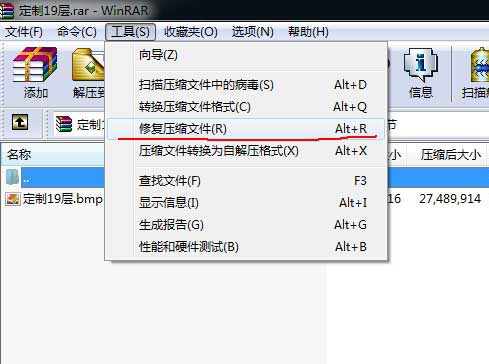 定制19层.rar - WinRAR
文件(F) 命令(C) 工具(S) 收藏夹(O) 选项(N) 帮助(H)
向导(Z)
扫描压缩文件中的病毒(S) Alt+D
转换压缩文件格式(C) Alt+Q
修复压缩文件(R) Alt+R
压缩文件转换为自解压格式(X) Alt+X
查找文件(F) F3
显示信息(I) Alt+I
生成报告(G) Alt+G
性能和硬件测试(B) Alt+B
添加 解压到 信息 扫描
定制1 节
名称 小 压缩后大小
..
定制19层.bmp 16 27,489,914